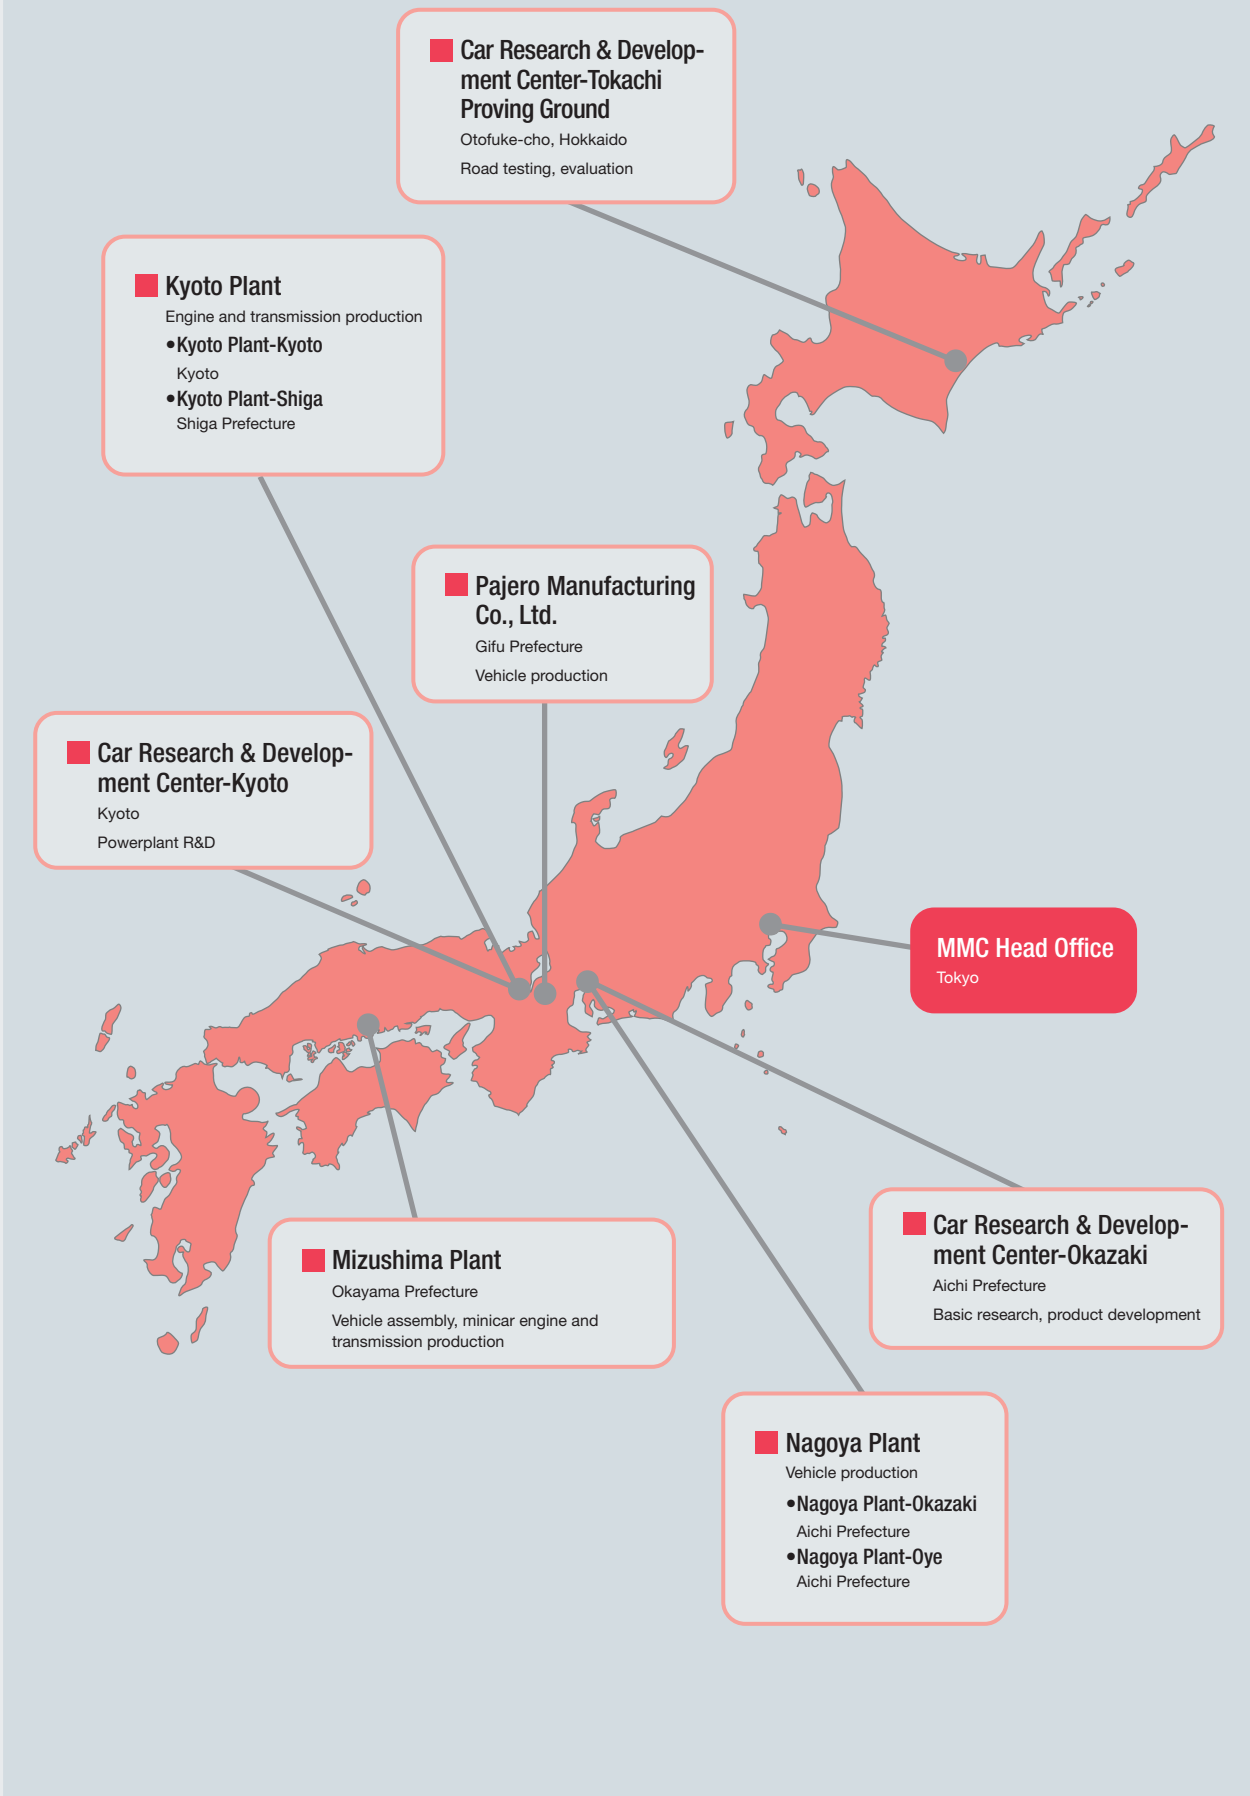 Car Research & Develop-
ment Center-Tokachi
Proving Ground
Otofuke-cho, Hokkaido
Road testing, evaluation
Kyoto Plant
Engine and transmission production
•Kyoto Plant-Kyoto
Kyoto
•Kyoto Plant-Shiga
Shiga Prefecture
Pajero Manufacturing
Co., Ltd.
Gifu Prefecture
Vehicle production
Car Research & Develop-
ment Center-Kyoto
Kyoto
Powerplant R&D
MMC Head Office
Tokyo
Car Research & Develop-
ment Center-Okazaki
Aichi Prefecture
Basic research, product development
Mizushima Plant
Okayama Prefecture
Vehicle assembly, minicar engine and
transmission production
Nagoya Plant
Vehicle production
•Nagoya Plant-Okazaki
Aichi Prefecture
•Nagoya Plant-Oye
Aichi Prefecture